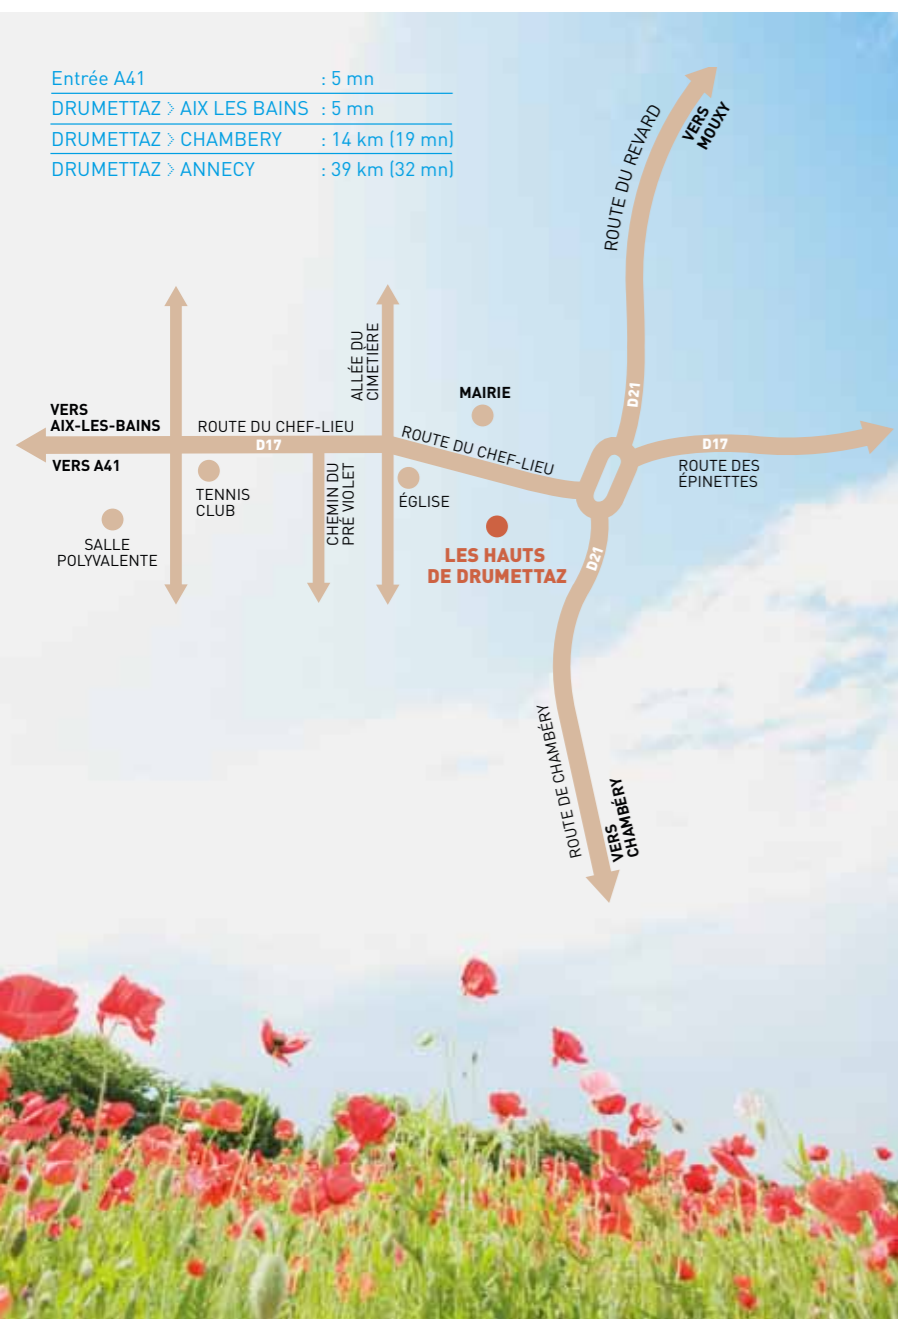 Entrée A41 : 5 mn
DRUMETTAZ > AIX LES BAINS : 5 mn
DRUMETTAZ > CHAMBERY : 14 km (19 mn)
DRUMETTAZ > ANNECY : 39 km (32 mn)
ROUTE DU REVARD
VERS
MOUXY
D21
ALLÉE DU
CIMETIÈRE
MAIRIE
VERS
AIX-LES-BAINS
ROUTE DU CHEF-LIEU
D17
ROUTE DU CHEF-LIEU
D17
VERS A41
ROUTE DES
ÉPINETTES
TENNIS
CLUB
CHEMIN DU
PRÉ VIOLET
ÉGLISE
SALLE
POLYVALENTE
LES HAUTS
DE DRUMETTAZ
D21
ROUTE DE CHAMBÉRY
VERS
CHAMBÉRY